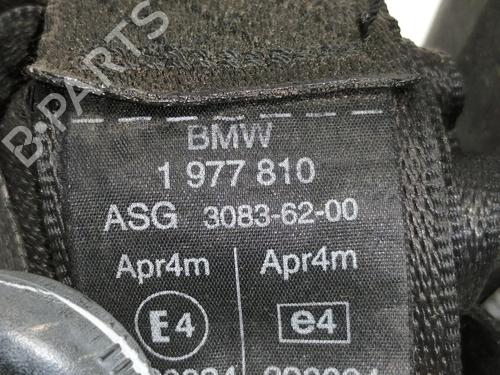 B-PARTS
BMW
1 977 810
ASG 3083-62-00
Apr4m Apr4m
E4 e4